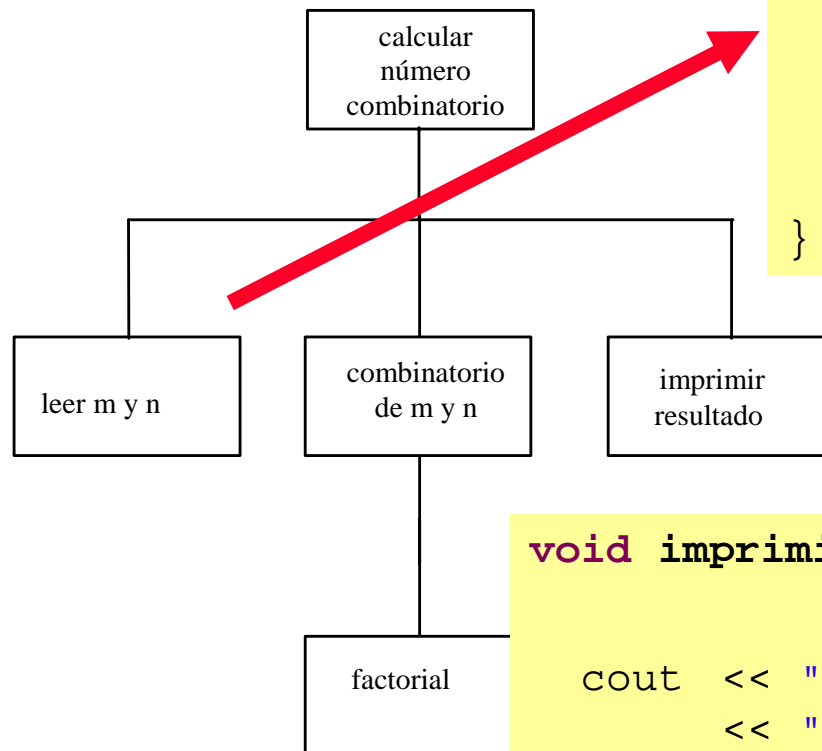 calcular
número
combinatorio
}
leer m y n
combinatorio
de m y n
imprimir
resultado
factorial
void imprimi
cout << "
<< "